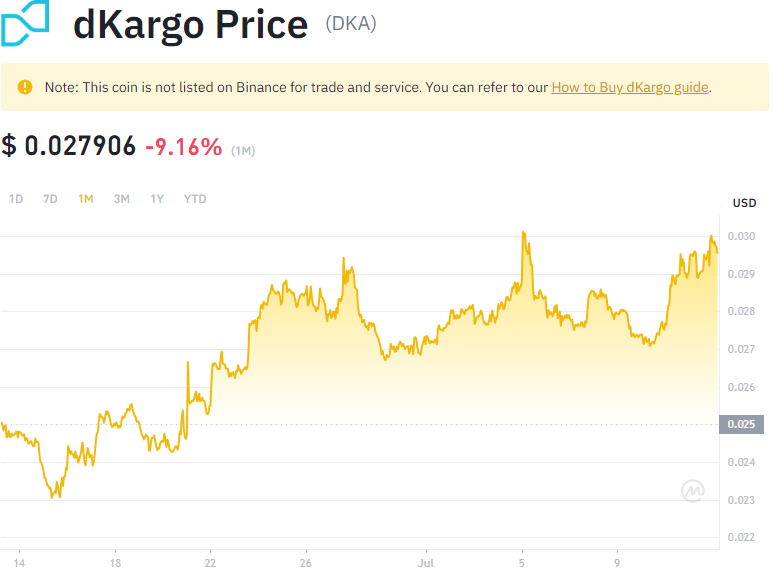 dKargo Price (DKA)
Note: This coin is not listed on Binance for trade and service. You can refer to our How to Buy dKargo guide.
$ 0.027906 -9.16% (1M)
1D 7D 1M 3M 1Y YTD
USD
0.030
0.029
0.028
0.027
0.026
0.025
0.024
0.023
0.022
14 18 22 26 Jul 5 9